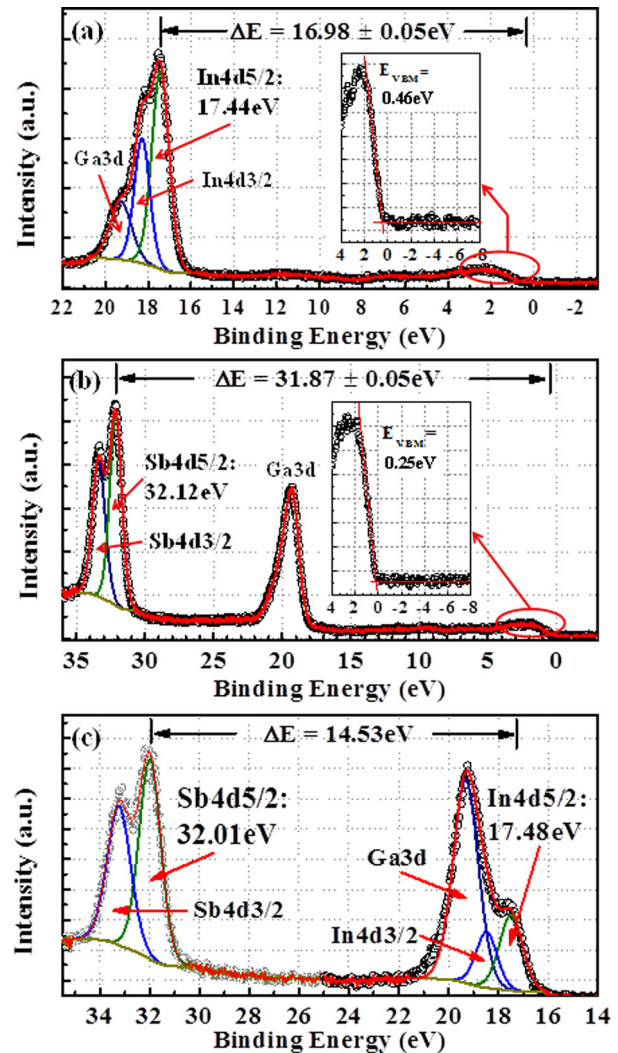 (a)
ΔE = 16.98 ± 0.05eV
In4d5/2:
17.44eV
Ga3d
In4d3/2
E VBM=
0.46eV
4 2 0 -2 -4 -6 -8
Intensity (a.u.)
22 20 18 16 14 12 10 8 6 4 2 0 -2
Binding Energy (eV)
(b)
ΔE = 31.87 ± 0.05eV
Sb4d5/2:
32.12eV
Sb4d3/2
Ga3d
E VBM=
0.25eV
4 2 0 -2 -4 -6 -8
Intensity (a.u.)
35 30 25 20 15 10 5 0
Binding Energy (eV)
(c)
ΔE = 14.53eV
Sb4d5/2:
32.01eV
Sb4d3/2
In4d5/2:
17.48eV
Ga3d
In4d3/2
Intensity (a.u.)
34 32 30 28 26 24 22 20 18 16 14
Binding Energy (eV)